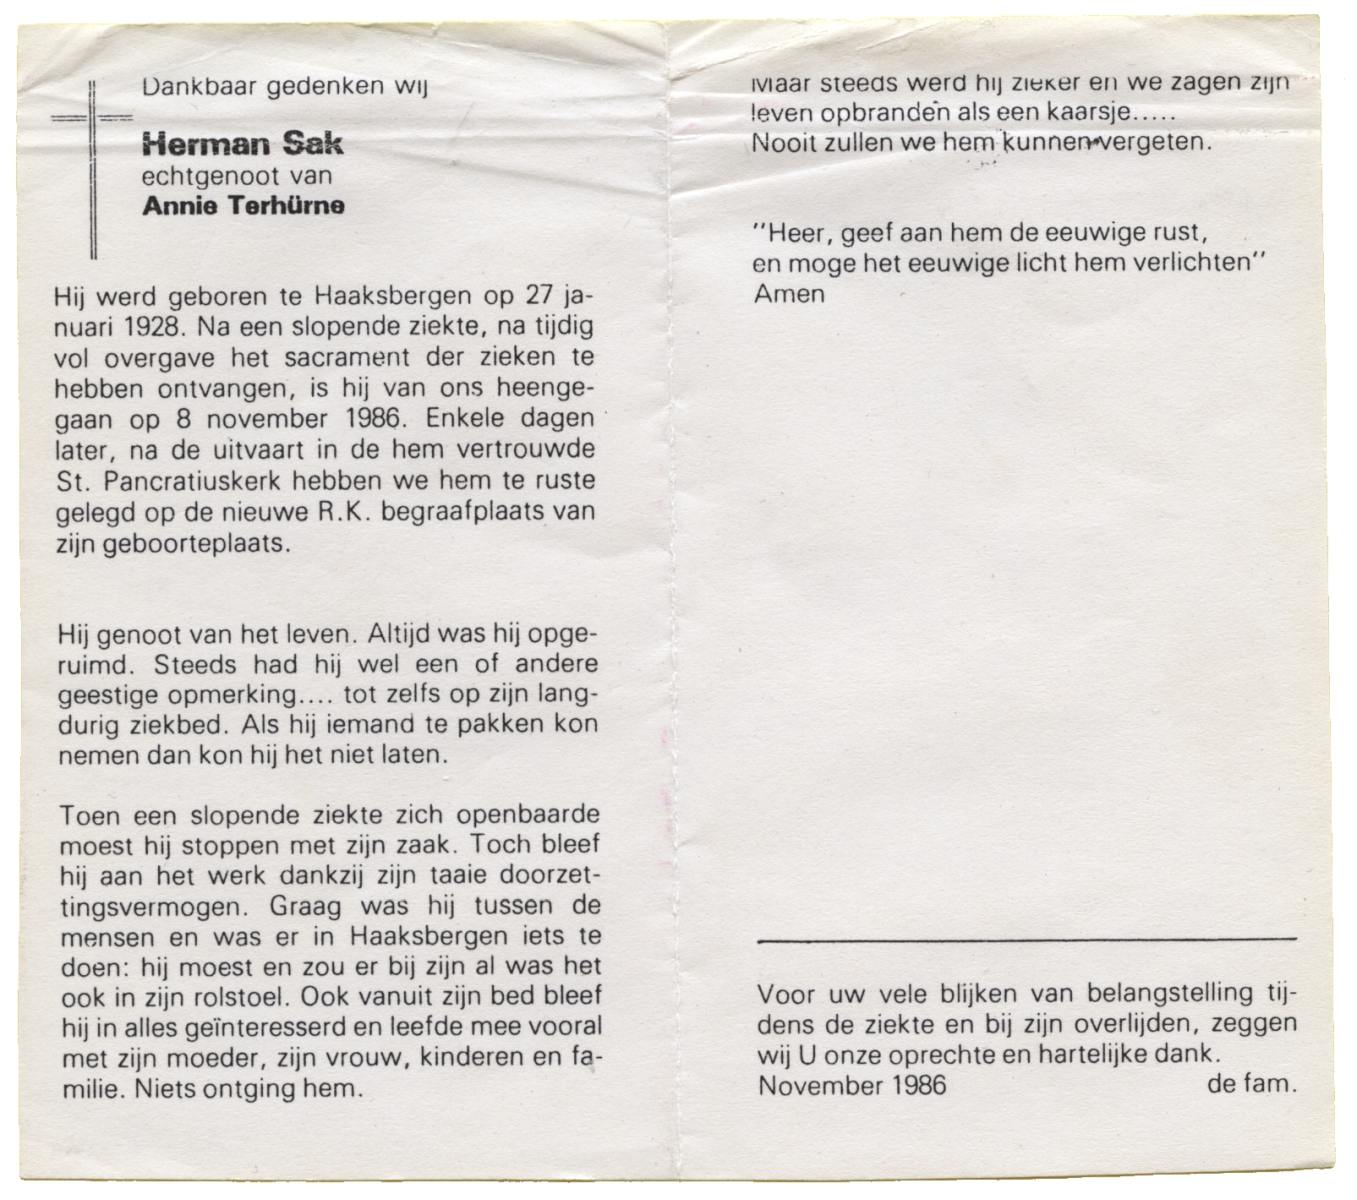 Dankbaar gedenken wij
Herman Sak
echtgenoot van
Annie Terhürne
Hij werd geboren te Haaksbergen op 27 ja-
nuari 1928. Na een slopende ziekte, na tijdig
vol overgave het sacrament der zieken te
hebben ontvangen, is hij van ons heenge-
gaan op 8 november 1986. Enkele dagen
later, na de uitvaart in de hem vertrouwde
St. Pancratiuskerk hebben we hem te ruste
gelegd op de nieuwe R.K. begraafplaats van
zijn geboorteplaats.
Hij genoot van het leven. Altijd was hij opge-
ruimd. Steeds had hij wel een of andere
geestige opmerking.... tot zelfs op zijn lang-
durig ziekbed. Als hij iemand te pakken kon
nemen dan kon hij het niet laten.
Toen een slopende ziekte zich openbaarde
moest hij stoppen met zijn zaak. Toch bleef
hij aan het werk dankzij zijn taaie doorzet-
tingsvermogen. Graag was hij tussen de
mensen en was er in Haaksbergen iets te
doen: hij moest en zou er bij zijn al was het
ook in zijn rolstoel. Ook vanuit zijn bed bleef
hij in alles geïnteresserd en leefde mee vooral
met zijn moeder, zijn vrouw, kinderen en fa-
milie. Niets ontging hem.
Maar steeds werd hij zieker en we zagen zijn
leven opbranden als een kaarsje.....
Nooit zullen we hem kunnen vergeten.
"Heer, geef aan hem de eeuwige rust,
en moge het eeuwige licht hem verlichten"
Amen
Voor uw vele blijken van belangstelling tij-
dens de ziekte en bij zijn overlijden, zeggen
wij U onze oprechte en hartelijke dank.
November 1986 de fam.